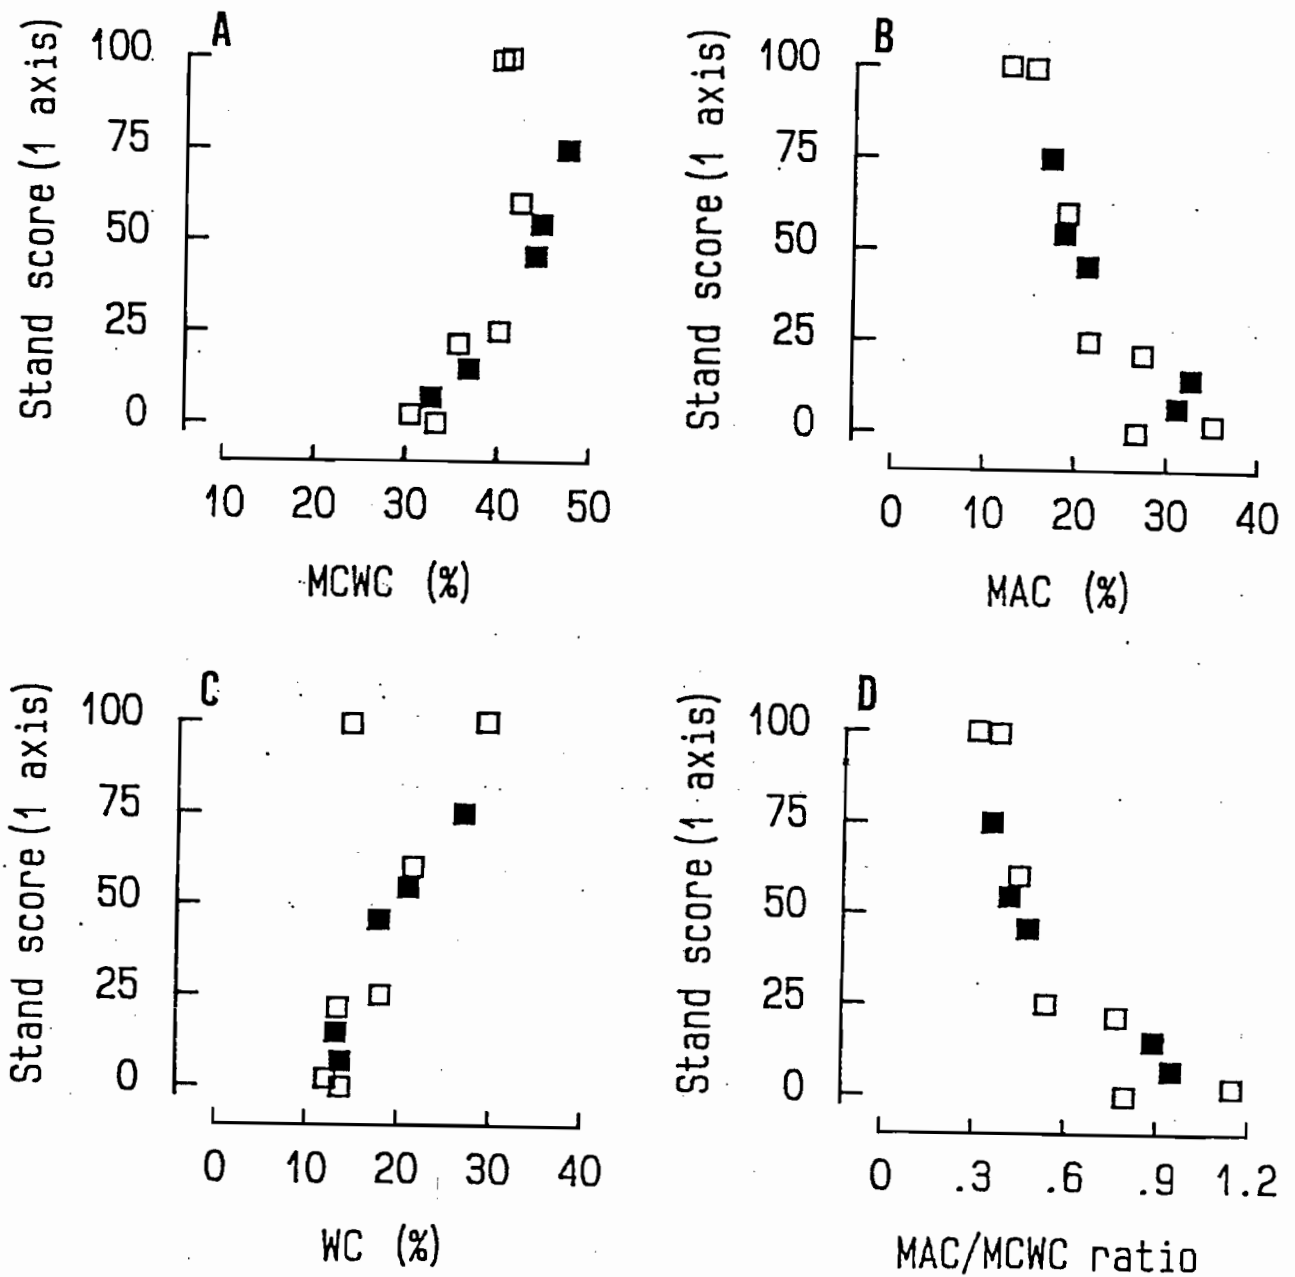 A
Stand score (1 axis)
100
75
50
25
0
10 20 30 40 50
MCWC (%)
B
Stand score (1 axis)
100
75
50
25
0
0 10 20 30 40
MAC (%)
C
Stand score (1 axis)
100
75
50
25
0
0 10 20 30 40
WC (%)
D
Stand score (1 axis)
100
75
50
25
0
0 .3 .6 .9 1.2
MAC/MCWC ratio